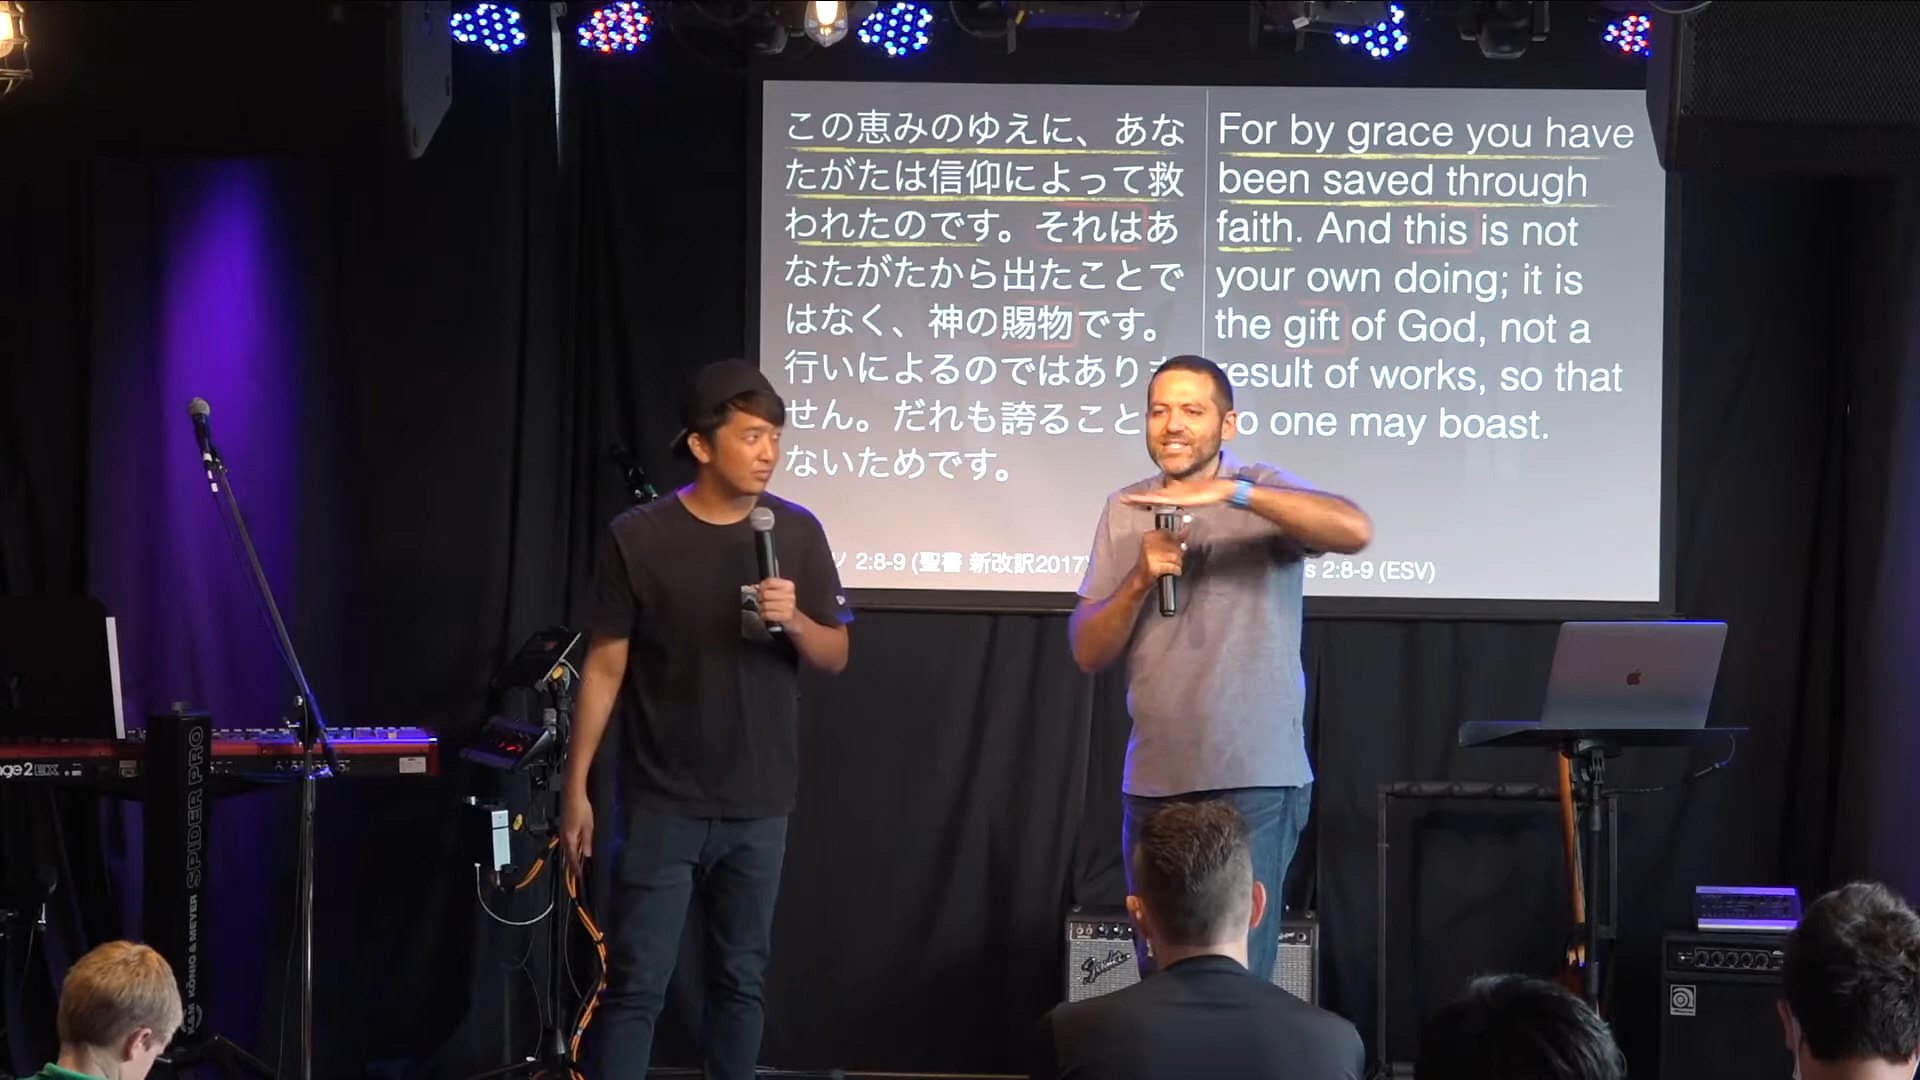 この恵みのゆえに、あな
たがたは信仰によって救
われたのです。それはあ
なたがたから出たことで
はなく、神の賜物です。
行いによるのではありま
せん。だれも誇ること
ないためです。
2:8-9 (聖書 新改訳2017)
For by grace you have
been saved through
faith. And this is not
your own doing; it is
the gift of God, not a
result of works, so that
no one may boast.
2:8-9 (ESV)
SPIDER PRO
K&M KÖNIG & MEYER
Fender